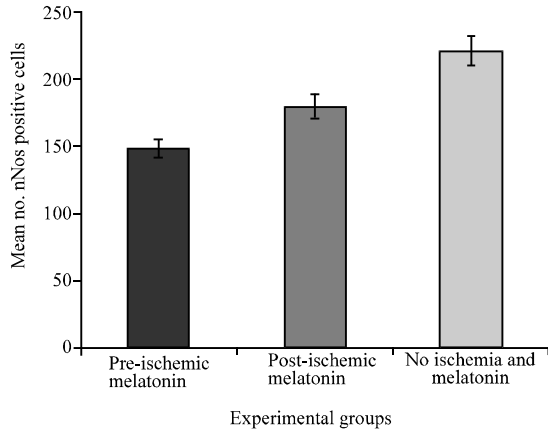 Mean no. nNos positive cells
250
200
150
100
50
0
Pre-ischemic
melatonin
Post-ischemic
melatonin
No ischemia and
melatonin
Experimental groups